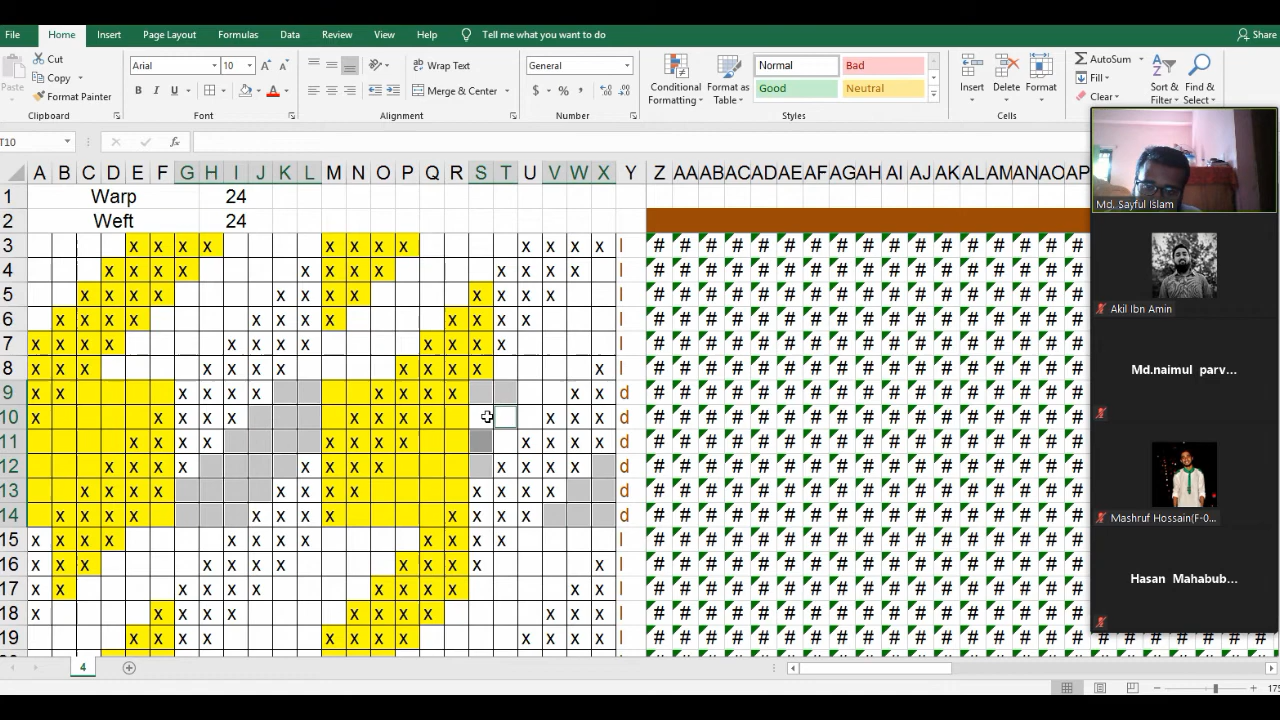 File Home Insert Page Layout Formulas Data Review View Help Tell me what you want to do Share
Cut
Copy
Format Painter
Paste
Clipboard
Arial 10 A A
B I U A
Font
Wrap Text
Merge & Center
Alignment
General
$ % ,
Number
Conditional Formatting
Format as Table
Normal Bad
Good Neutral
Styles
Insert Delete Format
Cells
AutoSum
Fill
Clear
Sort & Filter
Find & Select
T10 fx
A B C D E F G H I J K L M N O P Q R S T U V W X Y Z AA AB AC AD AE AF AG AH AI AJ AK AL AM AN AO AP
1 Warp 24
2 Weft 24
3 x x x x x x x x x x x x l # # # # # # # # # # # # # # # # # #
4 x x x x x x x x x x x x l # # # # # # # # # # # # # # # # # #
5 x x x x x x x x x x x x l # # # # # # # # # # # # # # # # # #
6 x x x x x x x x x x x x l # # # # # # # # # # # # # # # # # #
7 x x x x x x x x x x x x l # # # # # # # # # # # # # # # # # #
8 x x x x x x x x x x x x l # # # # # # # # # # # # # # # # # #
9 x x x x x x x x x x x x d # # # # # # # # # # # # # # # # # #
10 x x x x x x x x x x x x d # # # # # # # # # # # # # # # # # #
11 x x x x x x x x x x x x d # # # # # # # # # # # # # # # # # #
12 x x x x x x x x x x x x d # # # # # # # # # # # # # # # # # #
13 x x x x x x x x x x x x d # # # # # # # # # # # # # # # # # #
14 x x x x x x x x x x x x d # # # # # # # # # # # # # # # # # #
15 x x x x x x x x x x x x l # # # # # # # # # # # # # # # # # #
16 x x x x x x x x x x x x l # # # # # # # # # # # # # # # # # #
17 x x x x x x x x x x x x l # # # # # # # # # # # # # # # # # #
18 x x x x x x x x x x x x l # # # # # # # # # # # # # # # # # #
19 x x x x x x x x x x x x l # # # # # # # # # # # # # # # # # #
4
Md. Sayful Islam
Akil Ibn Amin
Md.naimul parv...
Mashruf Hossain(F-0...
Hasan Mahabub...